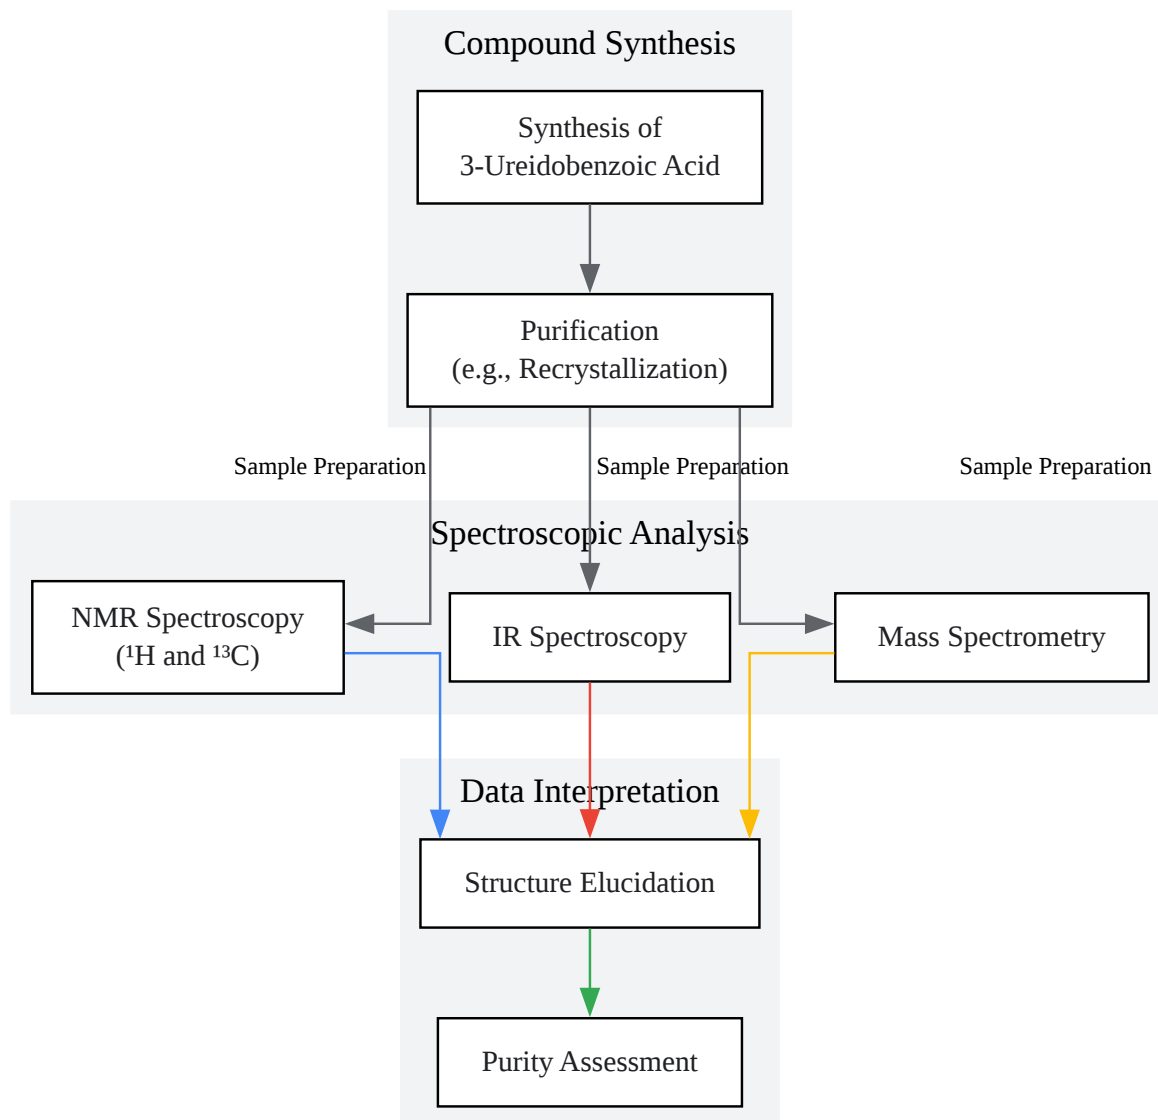 Compound Synthesis
Synthesis of
3-Ureidobenzoic Acid
Purification
(e.g., Recrystallization)
Sample Preparation
Sample Preparation
Sample Preparation
Spectroscopic Analysis
NMR Spectroscopy
(¹H and ¹³C)
IR Spectroscopy
Mass Spectrometry
Data Interpretation
Structure Elucidation
Purity Assessment